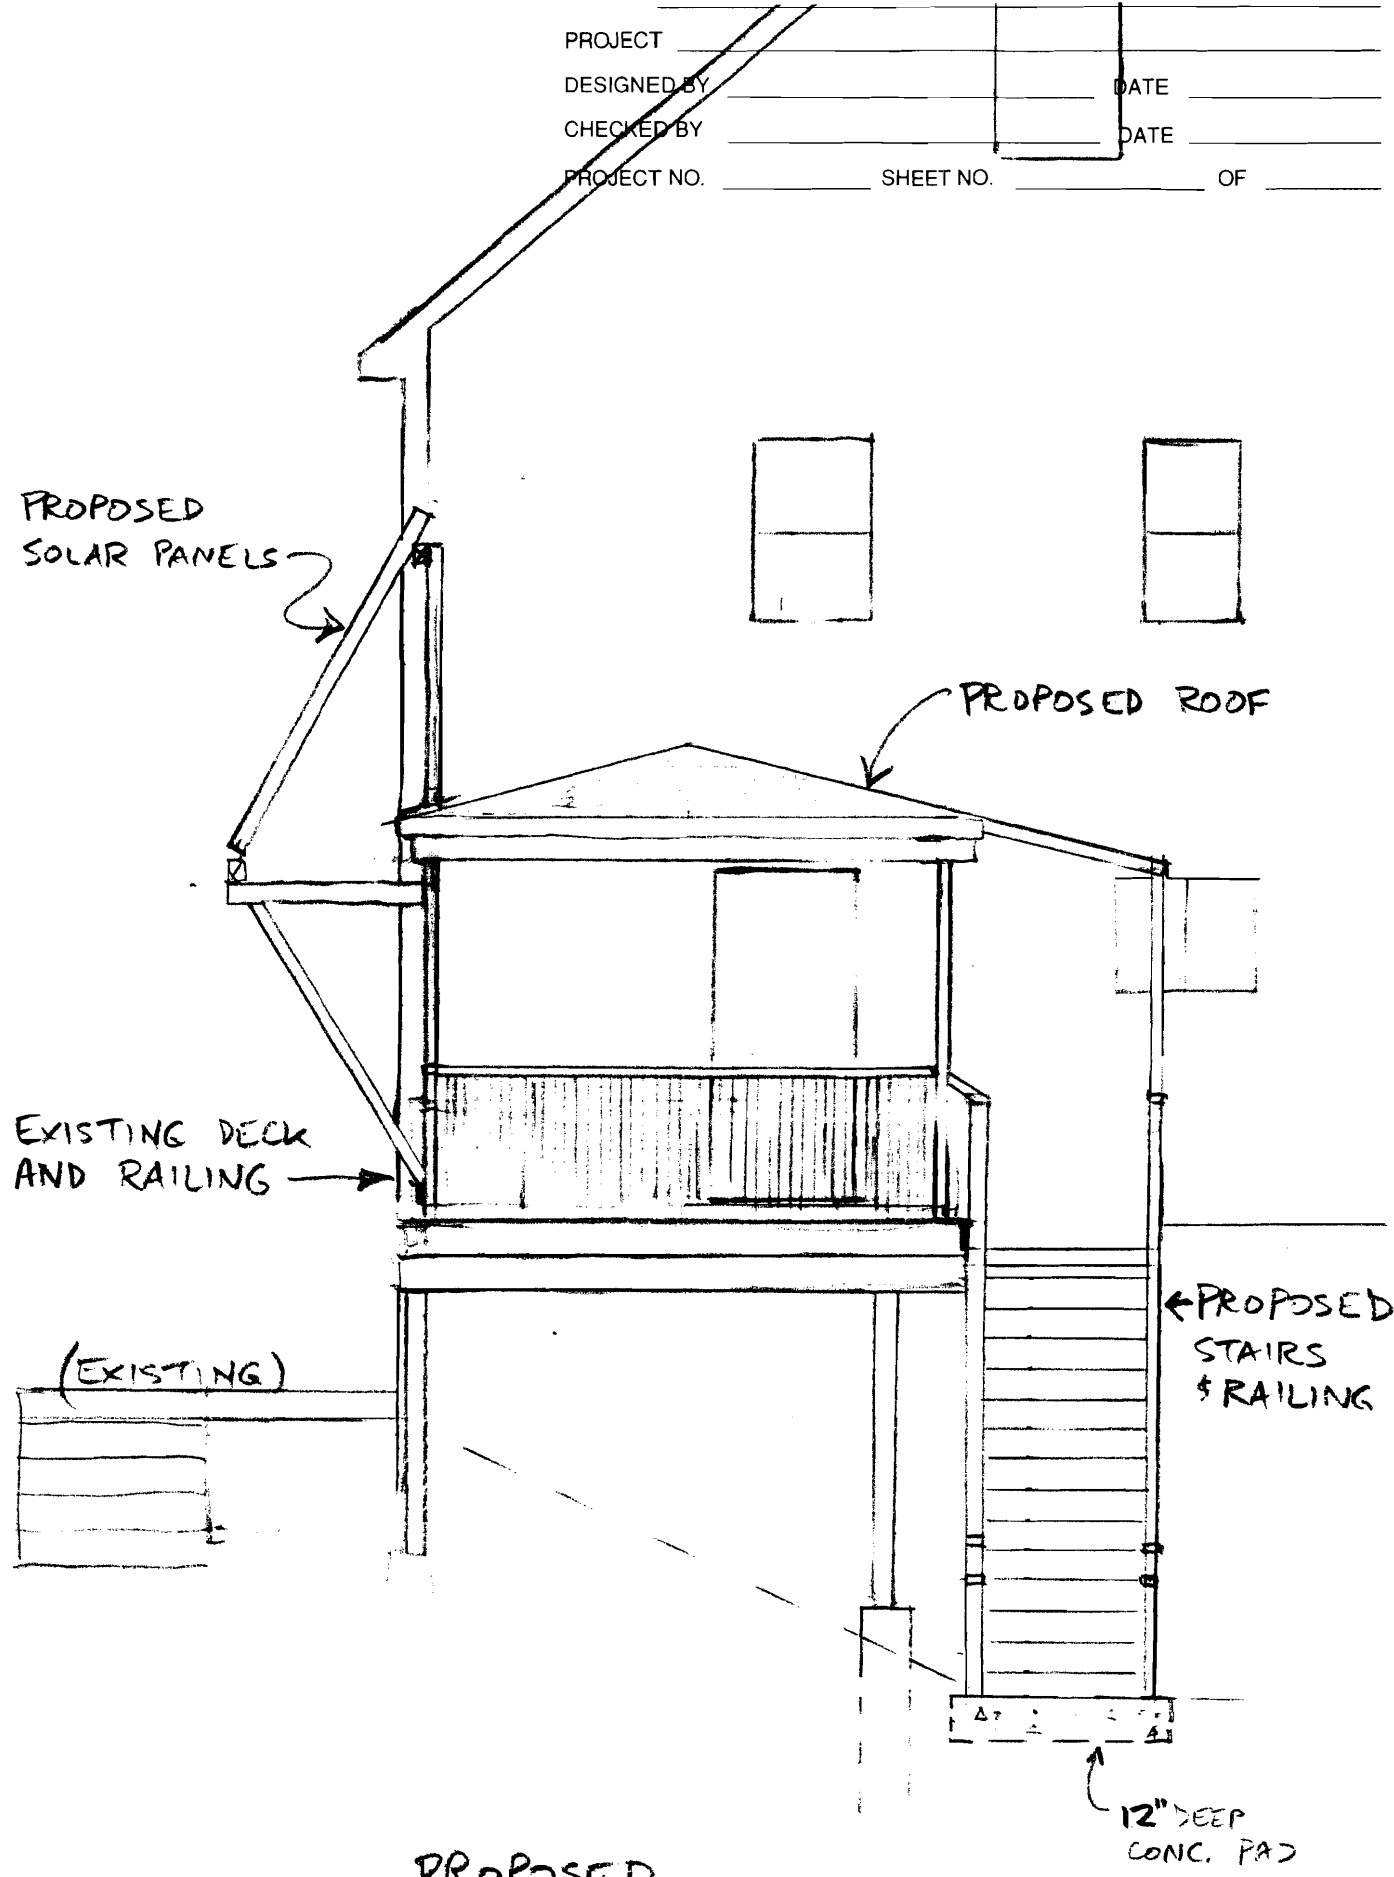 PROJECT
DESIGNED BY DATE
CHECKED BY DATE
PROJECT NO. SHEET NO. OF
PROPOSED
SOLAR PANELS
PROPOSED ROOF
EXISTING DECK
AND RAILING
PROPOSED
STAIRS
& RAILING
(EXISTING)
12" DEEP
CONC. PAD
PROPOSED